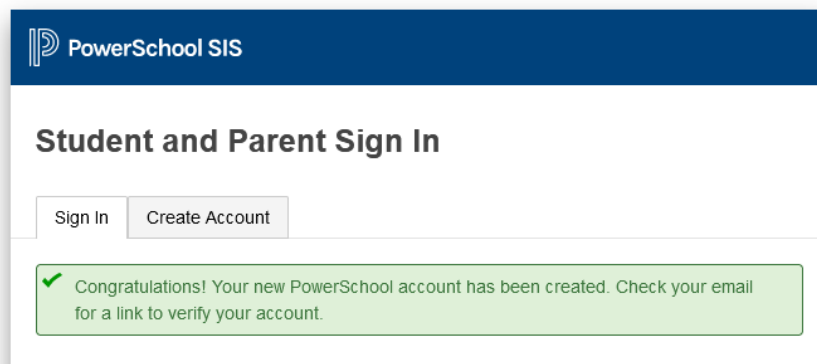 PowerSchool SIS
Student and Parent Sign In
Sign In
Create Account
Congratulations! Your new PowerSchool account has been created. Check your email
for a link to verify your account.